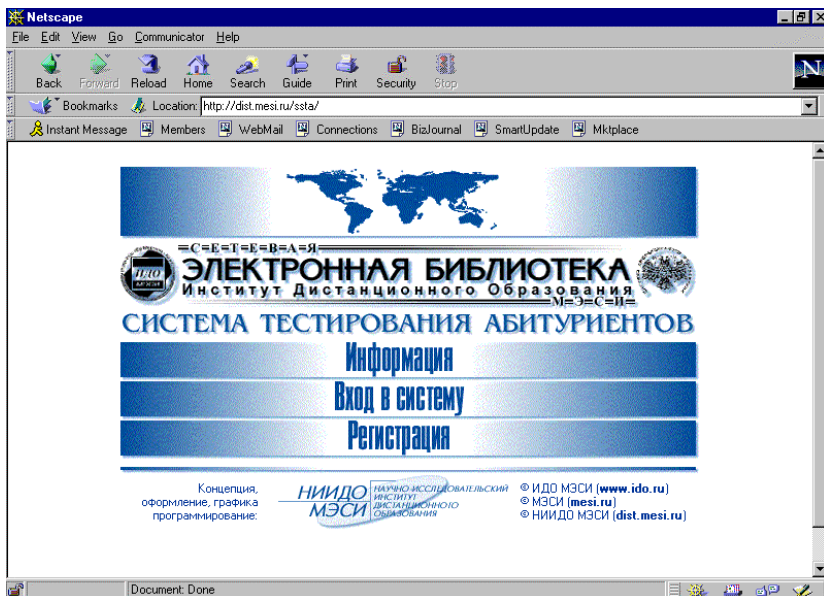 Netscape
File Edit View Go Communicator Help
Back Forward Reload Home Search Guide Print Security Stop
N
Bookmarks Location: http://dist.mesi.ru/ssta/
Instant Message Members WebMail Connections BizJournal SmartUpdate Mktplace
=С=Е=Т=Е=В=А=Я=
ИДО
ЭЛЕКТРОННАЯ БИБЛИОТЕКА
Институт Дистанционного Образования
М=Э=С=И=
СИСТЕМА ТЕСТИРОВАНИЯ АБИТУРИЕНТОВ
Информация
Вход в систему
Регистрация
Концепция,
оформление, графика
программирование:
НИИДО
МЭСИ
НАУЧНО-ИССЛЕДОВАТЕЛЬСКИЙ
ИНСТИТУТ
ДИСТАНЦИОННОГО
ОБРАЗОВАНИЯ
© ИДО МЭСИ (www.ido.ru)
© МЭСИ (mesi.ru)
© НИИДО МЭСИ (dist.mesi.ru)
Document: Done